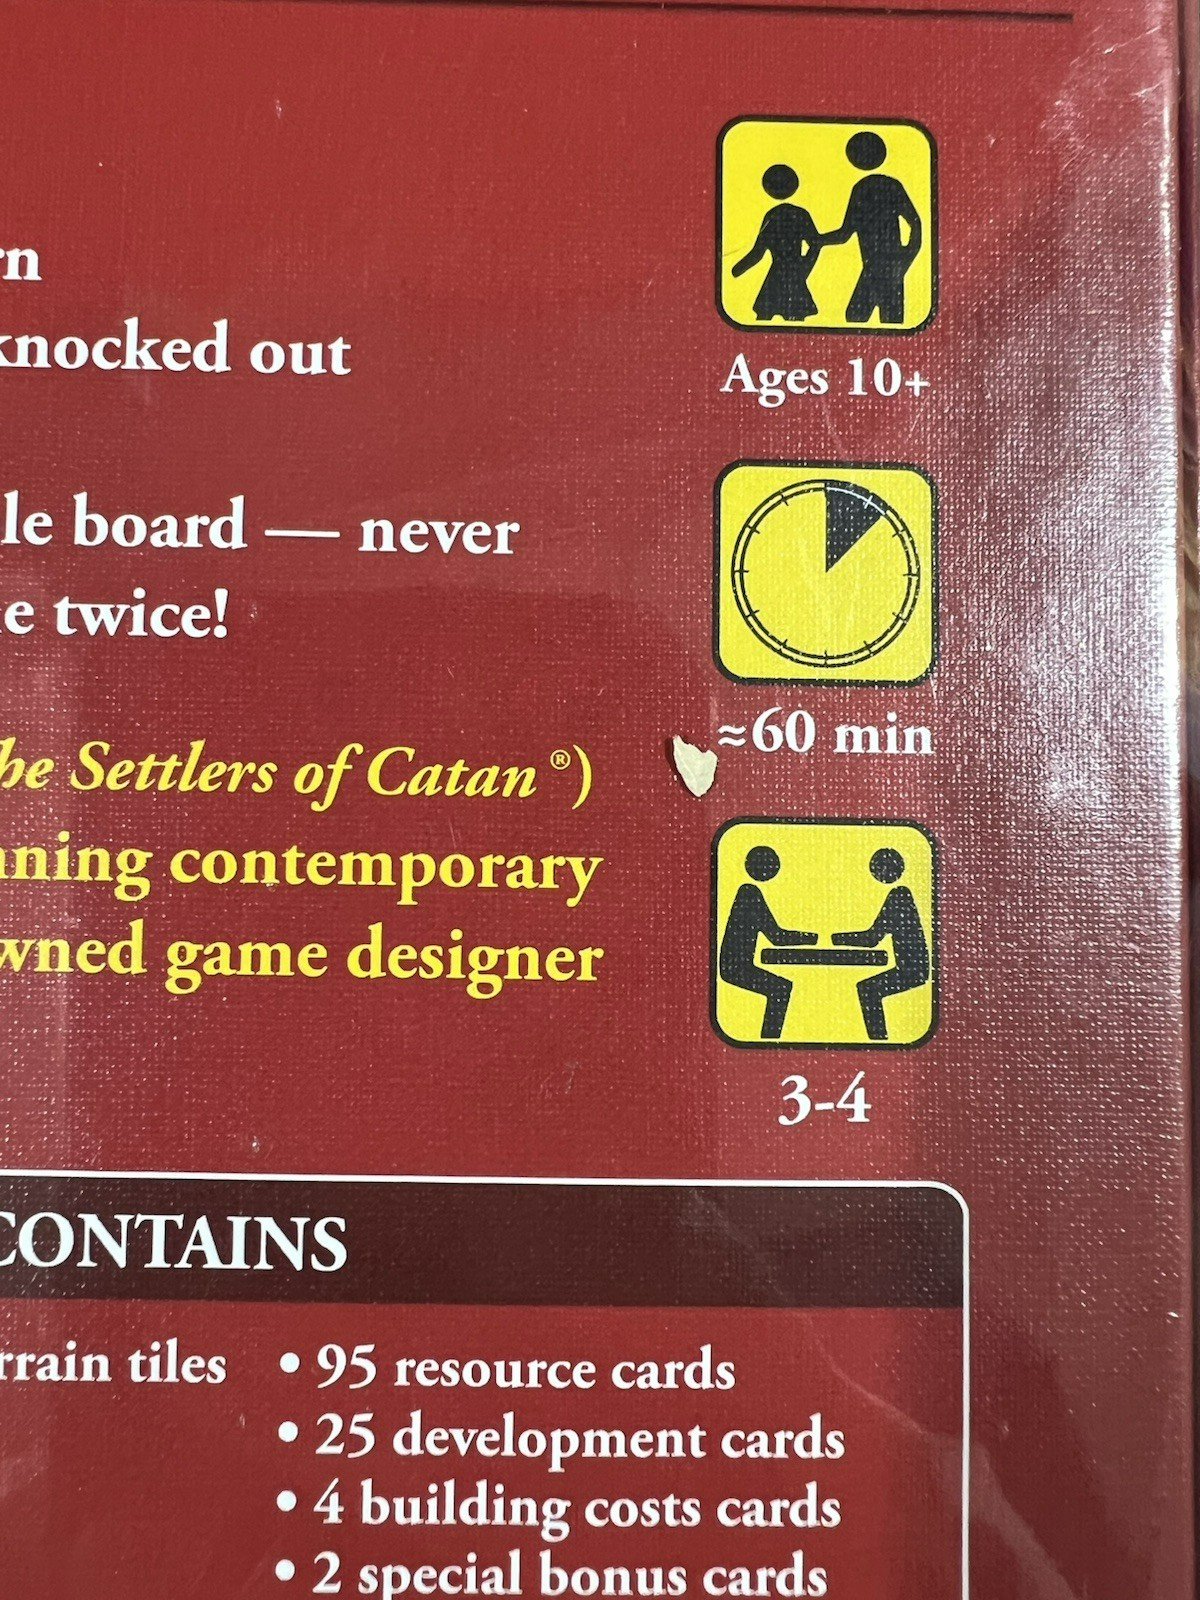 rn
knocked out
le board — never
e twice!
he Settlers of Catan®)
nning contemporary
wned game designer
Ages 10+
≈60 min
3-4
CONTAINS
rrain tiles
• 95 resource cards
• 25 development cards
• 4 building costs cards
• 2 special bonus cards